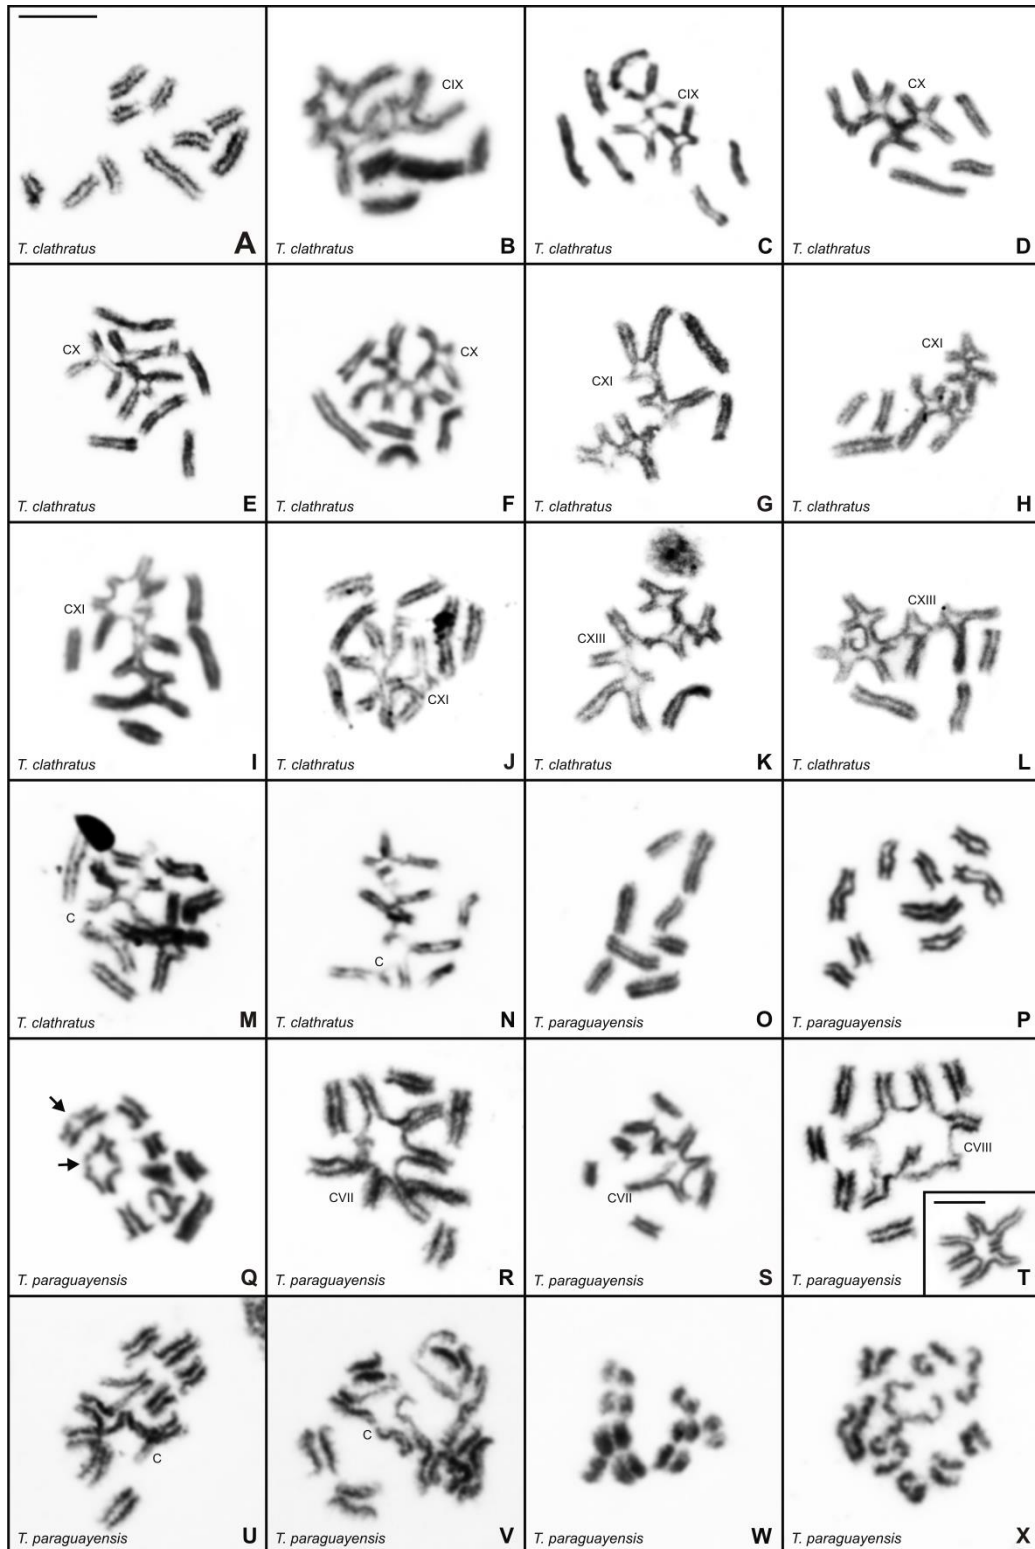 T. clathratus A
CIX
T. clathratus B
CIX
T. clathratus C
CX
T. clathratus D
CX
T. clathratus E
CX
T. clathratus F
CXI
T. clathratus G
CXI
T. clathratus H
CXI
T. clathratus I
CXI
T. clathratus J
CXIII
T. clathratus K
CXIII
T. clathratus L
C
T. clathratus M
C
T. clathratus N
T. paraguayensis O
T. paraguayensis P
T. paraguayensis Q
CVII
T. paraguayensis R
CVII
T. paraguayensis S
CVIII
T. paraguayensis T
C
T. paraguayensis U
C
T. paraguayensis V
T. paraguayensis W
T. paraguayensis X